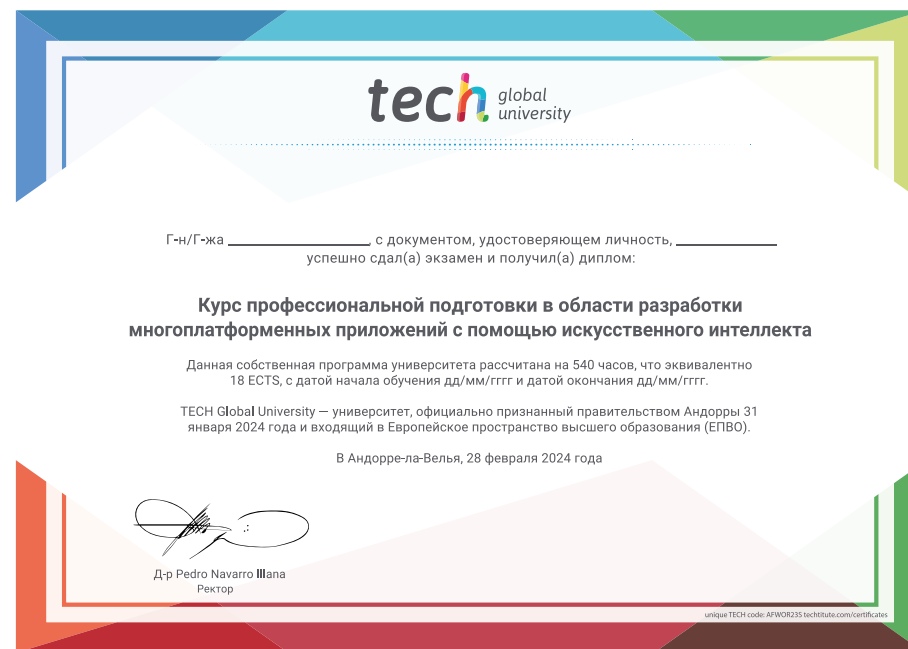 tech global
university
Г-н/Г-жа ____________________, с документом, удостоверяющем личность, ______________
успешно сдал(а) экзамен и получил(а) диплом:
Курс профессиональной подготовки в области разработки
многоплатформенных приложений с помощью искусственного интеллекта
Данная собственная программа университета рассчитана на 540 часов, что эквивалентно
18 ECTS, с датой начала обучения дд/мм/гггг и датой окончания дд/мм/гггг.
TECH Global University — университет, официально признанный правительством Андорры 31
января 2024 года и входящий в Европейское пространство высшего образования (ЕПВО).
В Андорре-ла-Велья, 28 февраля 2024 года
Д-р Pedro Navarro Illana
Ректор
unique TECH code: AFWOR23S techtitute.com/certificates